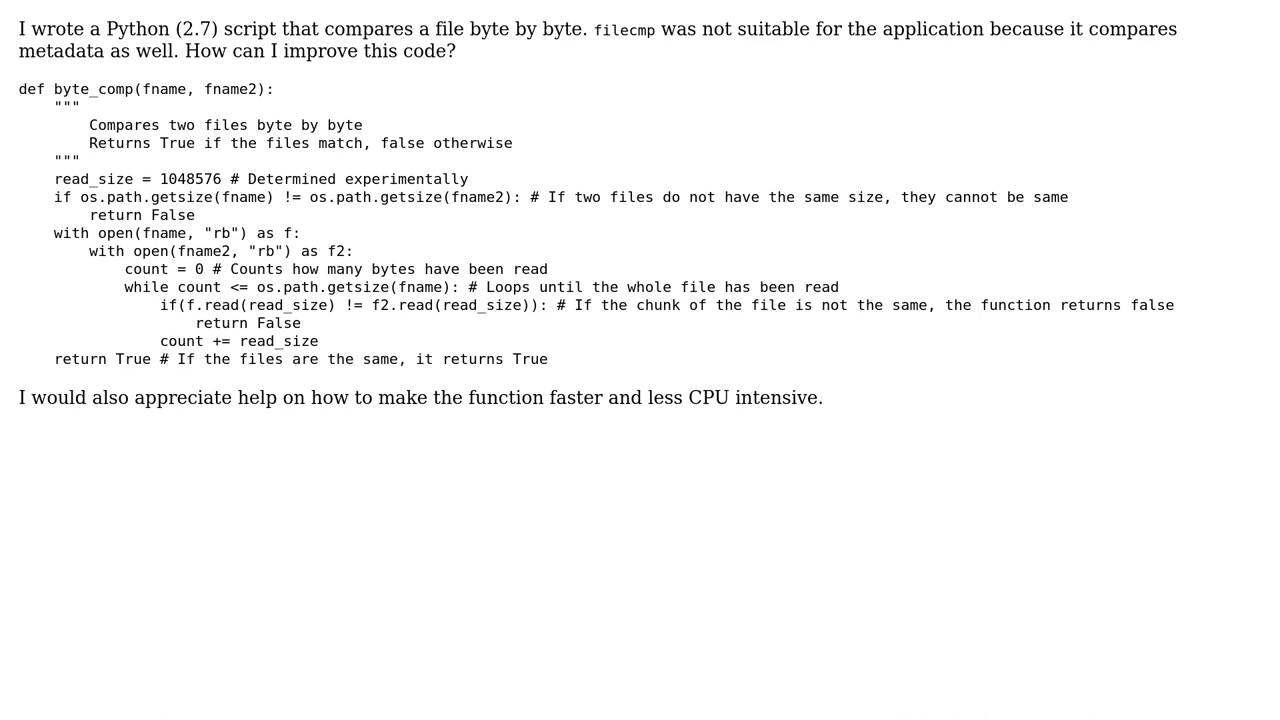 I wrote a Python (2.7) script that compares a file byte by byte. filecmp was not suitable for the application because it compares
metadata as well. How can I improve this code?
def byte_comp(fname, fname2):
    """
        Compares two files byte by byte
        Returns True if the files match, false otherwise
    """
    read_size = 1048576 # Determined experimentally
    if os.path.getsize(fname) != os.path.getsize(fname2): # If two files do not have the same size, they cannot be same
        return False
    with open(fname, "rb") as f:
        with open(fname2, "rb") as f2:
            count = 0 # Counts how many bytes have been read
            while count <= os.path.getsize(fname): # Loops until the whole file has been read
                if(f.read(read_size) != f2.read(read_size)): # If the chunk of the file is not the same, the function returns false
                    return False
                count += read_size
    return True # If the files are the same, it returns True
I would also appreciate help on how to make the function faster and less CPU intensive.